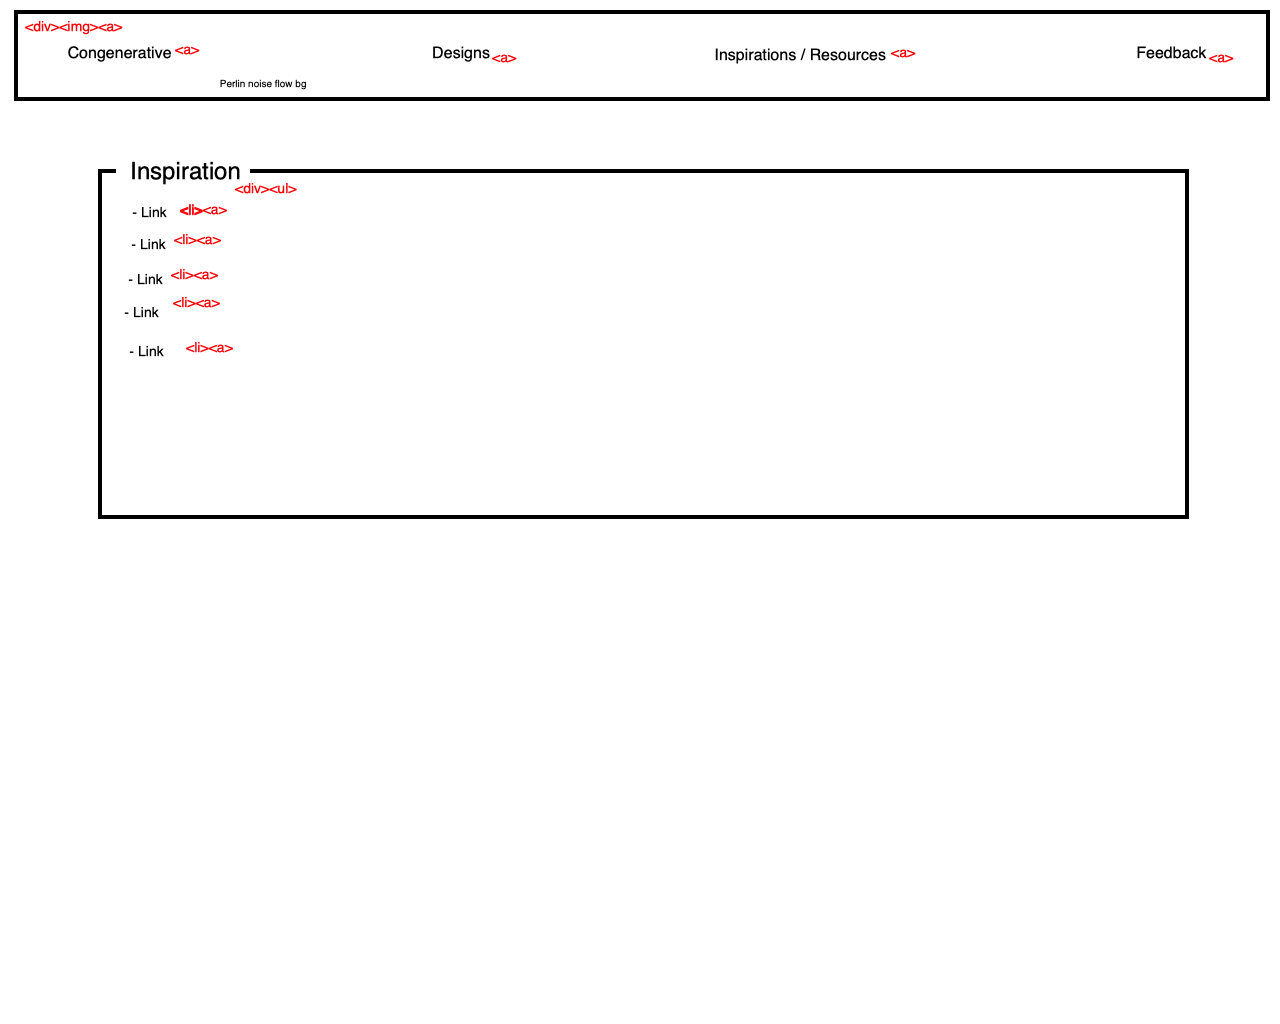 <div><img><a>
Congenerative <a> Designs <a> Inspirations / Resources <a> Feedback <a>
Perlin noise flow bg
Inspiration
<div><ul>
- Link <li><a>
- Link <li><a>
- Link <li><a>
- Link <li><a>
- Link <li><a>